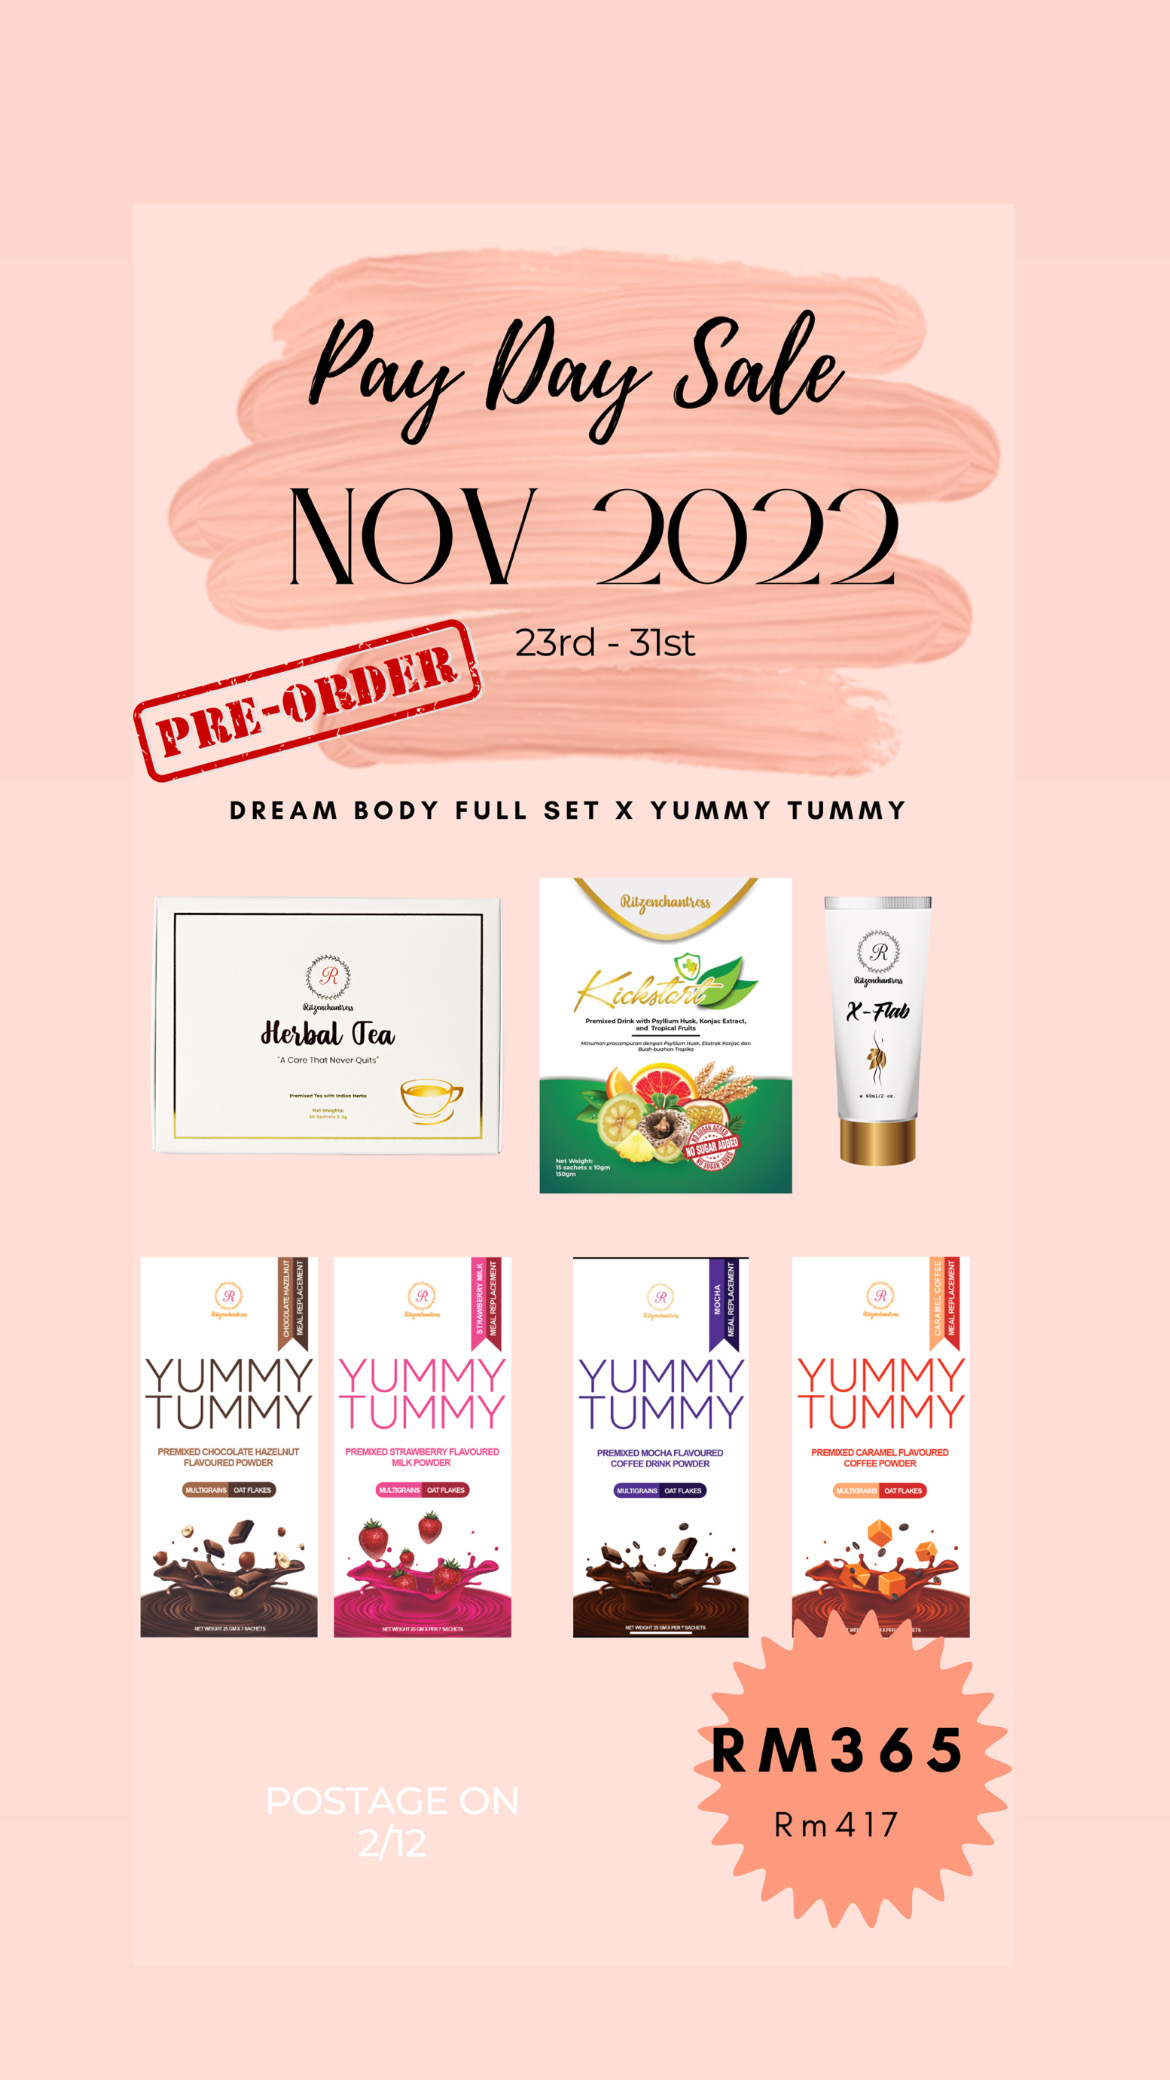 Pay Day Sale
NOV 2022
23rd - 31st
PRE-ORDER
DREAM BODY FULL SET X YUMMY TUMMY
R
Ritzenchantress
Herbal Tea
"A Care That Never Quits"
Premixed Tea with Indian Herbs
Net Weight:
Ritzenchantress
Kickstart
Premixed Drink with Psyllium Husk, Konjac Extract,
and Tropical Fruits
Minuman pracampuran dengan Psyllium Husk, Ekstrak Konjac dan
Buah-buahan Tropika
NO SUGAR ADDED
NO SUGAR ADDED
NO SUGAR ADDED
Net Weight:
15 sachets x 10gm
150gm
R
Ritzenchantress
X-Flab
e 60ml/2 oz.
CHOCOLATE HAZELNUT
MEAL REPLACEMENT
R
Ritzenchantress
YUMMY
TUMMY
PREMIXED CHOCOLATE HAZELNUT
FLAVOURED POWDER
MULTIGRAINS OAT FLAKES
NET WEIGHT 25 GM X 7 SACHETS
STRAWBERRY MILK
MEAL REPLACEMENT
R
Ritzenchantress
YUMMY
TUMMY
PREMIXED STRAWBERRY FLAVOURED
MILK POWDER
MULTIGRAINS OAT FLAKES
NET WEIGHT 25 GM X PER 7 SACHETS
MOCHA
MEAL REPLACEMENT
R
Ritzenchantress
YUMMY
TUMMY
PREMIXED MOCHA FLAVOURED
COFFEE DRINK POWDER
MULTIGRAINS OAT FLAKES
NET WEIGHT 25 GM X PER 7 SACHETS
CARAMEL COFFEE
MEAL REPLACEMENT
R
Ritzenchantress
YUMMY
TUMMY
PREMIXED CARAMEL FLAVOURED
COFFEE POWDER
MULTIGRAINS OAT FLAKES
RM365
Rm417
POSTAGE ON
2/12